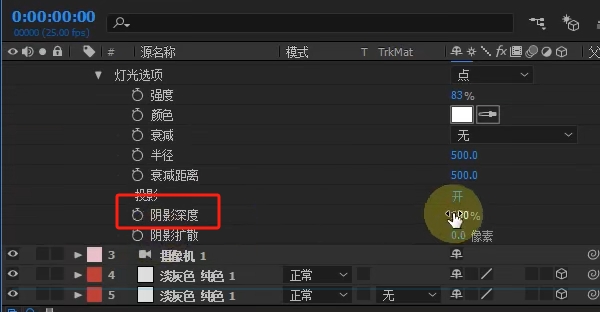 0:00:00:00
00000 (25.00 fps)
# 源名称 模式 T TrkMat 父
灯光选项 点
强度 83%
颜色
衰减 无
半径 500.0
衰减距离 500.0
投影 开
阴影深度 %
阴影扩散 0.0 像素
3 摄像机 1
4 淡灰色 纯色 1 正常
5 淡灰色 纯色 1 正常 无